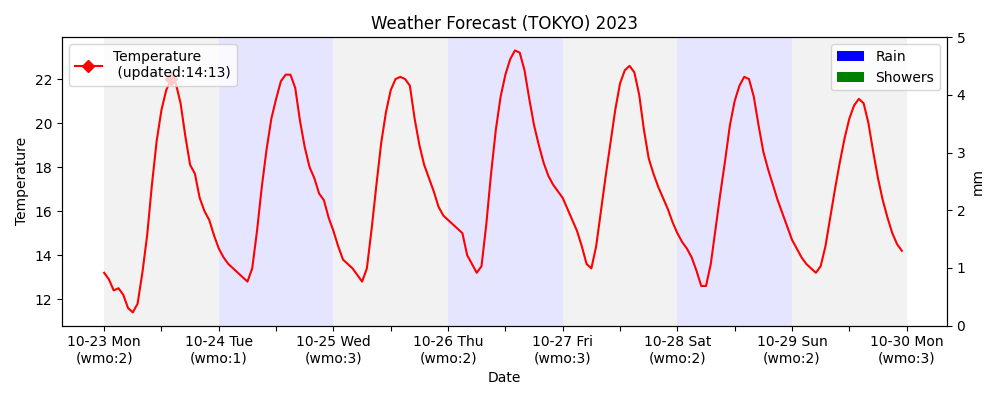 Weather Forecast (TOKYO) 2023
Temperature
(updated:14:13)
Rain
Showers
Temperature
22
20
18
16
14
12
5
4
3
2
1
0
mm
10-23 Mon
(wmo:2)
10-24 Tue
(wmo:1)
10-25 Wed
(wmo:3)
10-26 Thu
(wmo:2)
10-27 Fri
(wmo:3)
10-28 Sat
(wmo:2)
10-29 Sun
(wmo:2)
10-30 Mon
(wmo:3)
Date